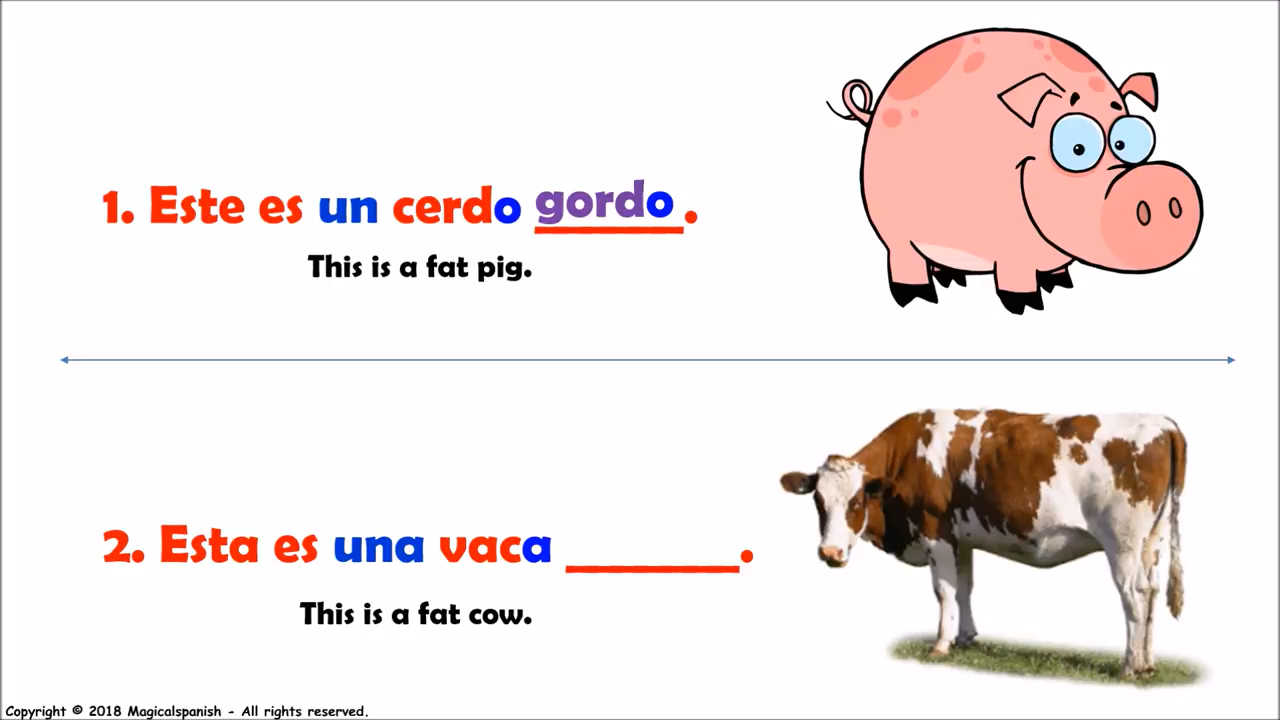 1. Este es un cerdo gordo.
This is a fat pig.
2. Esta es una vaca _______.
This is a fat cow.
Copyright © 2018 Magicalspanish - All rights reserved.